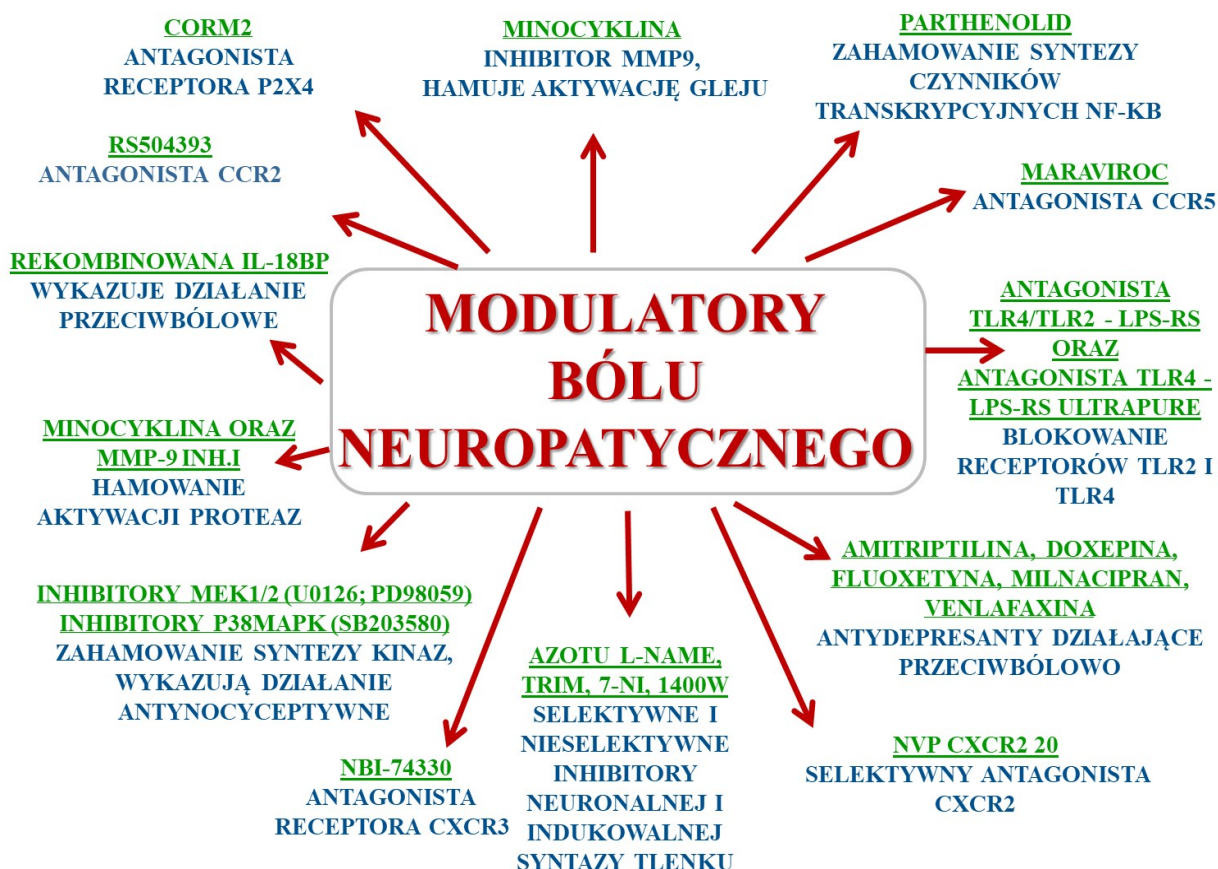 CORM2
ANTAGONISTA
RECEPTORA P2X4
MINOCYKLINA
INHIBITOR MMP9,
HAMUJE AKTYWACJĘ GLEJU
PARTHENOLID
ZAHAMOWANIE SYNTEZY
CZYNNIKÓW
TRANSKRYPCYJNYCH NF-KB
RS504393
ANTAGONISTA CCR2
MARAVIROC
ANTAGONISTA CCR5
REKOMBINOWANA IL-18BP
WYKAZUJE DZIAŁANIE
PRZECIWBÓLOWE
MODULATORY
BÓLU
NEUROPATYCZNEGO
ANTAGONISTA
TLR4/TLR2 - LPS-RS
ORAZ
ANTAGONISTA TLR4 -
LPS-RS ULTRAPURE
BLOKOWANIE
RECEPTORÓW TLR2 I
TLR4
MINOCYKLINA ORAZ
MMP-9 INH.I
HAMOWANIE
AKTYWACJI PROTEAZ
INHIBITORY MEK1/2 (U0126; PD98059)
INHIBITORY P38MAPK (SB203580)
ZAHAMOWANIE SYNTEZY KINAZ,
WYKAZUJĄ DZIAŁANIE
ANTYNOCYCEPTYWNE
NBI-74330
ANTAGONISTA
RECEPTORA CXCR3
AZOTU L-NAME,
TRIM, 7-NI, 1400W
SELEKTYWNE I
NIESELEKTYWNE
INHIBITORY
NEURONALNEJ I
INDUKOWALNEJ
SYNTAZY TLENKU
AMITRIPTILINA, DOXEPINA,
FLUOXETYNA, MILNACIPRAN,
VENLAFAXINA
ANTYDEPRESANTY DZIAŁAJĄCE
PRZECIWBÓLOWO
NVP CXCR2 20
SELEKTYWNY ANTAGONISTA
CXCR2